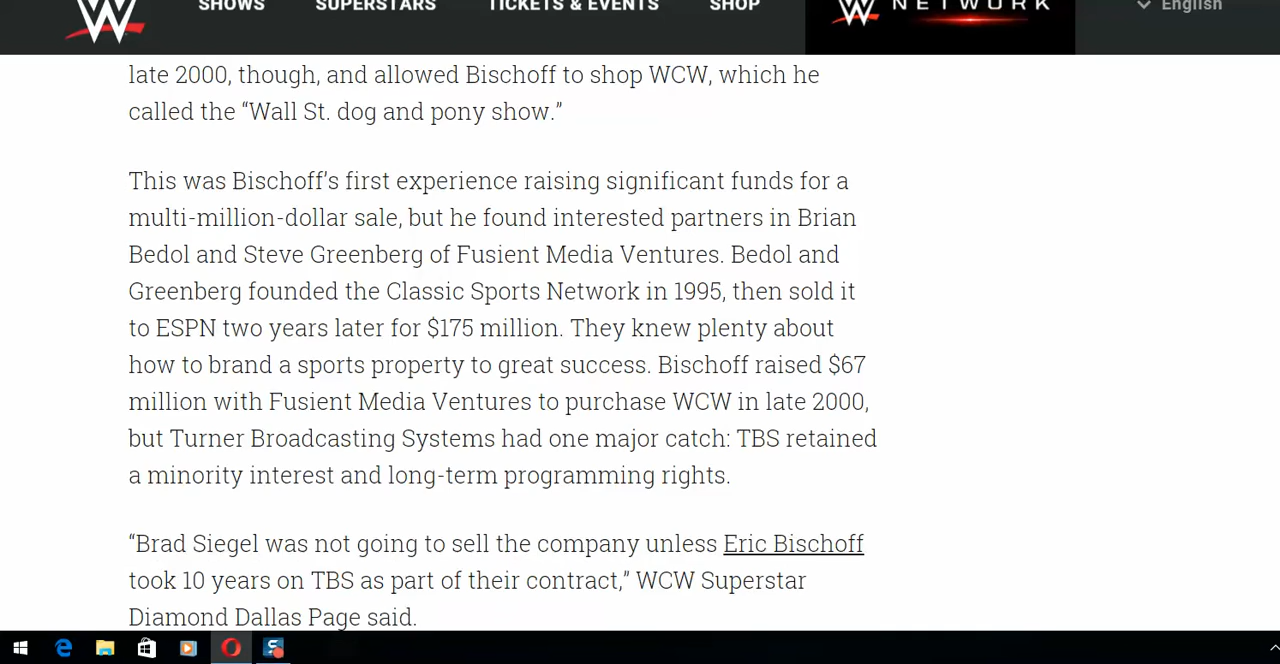 SHOWS SUPERSTARS TICKETS & EVENTS SHOP NETWORK English
late 2000, though, and allowed Bischoff to shop WCW, which he
called the “Wall St. dog and pony show.”
This was Bischoff’s first experience raising significant funds for a
multi-million-dollar sale, but he found interested partners in Brian
Bedol and Steve Greenberg of Fusient Media Ventures. Bedol and
Greenberg founded the Classic Sports Network in 1995, then sold it
to ESPN two years later for $175 million. They knew plenty about
how to brand a sports property to great success. Bischoff raised $67
million with Fusient Media Ventures to purchase WCW in late 2000,
but Turner Broadcasting Systems had one major catch: TBS retained
a minority interest and long-term programming rights.
“Brad Siegel was not going to sell the company unless Eric Bischoff
took 10 years on TBS as part of their contract,” WCW Superstar
Diamond Dallas Page said.